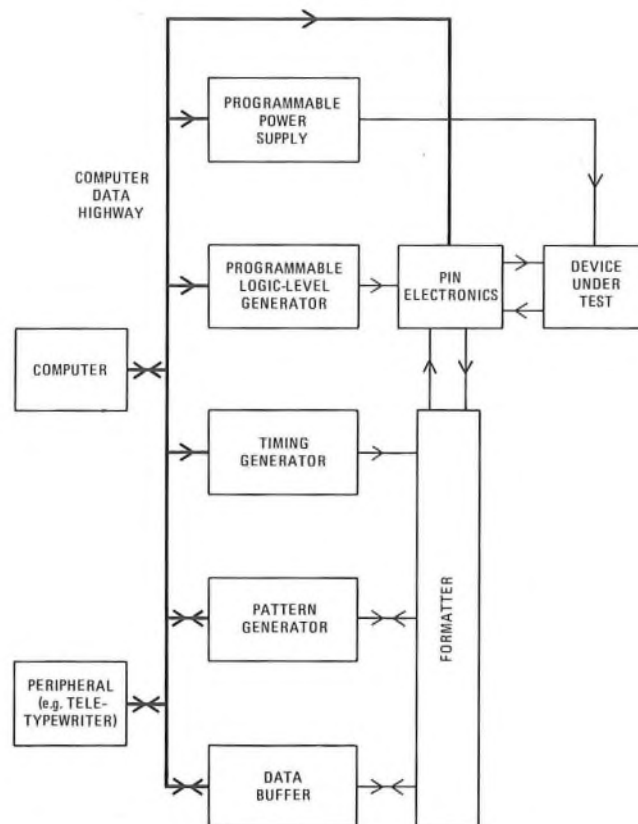 PROGRAMMABLE
POWER
SUPPLY
COMPUTER
DATA
HIGHWAY
PROGRAMMABLE
LOGIC-LEVEL
GENERATOR
PIN
ELECTRONICS
DEVICE
UNDER
TEST
COMPUTER
TIMING
GENERATOR
PATTERN
GENERATOR
FORMATTER
PERIPHERAL
(e.g. TELE-
TYPEWRITER)
DATA
BUFFER